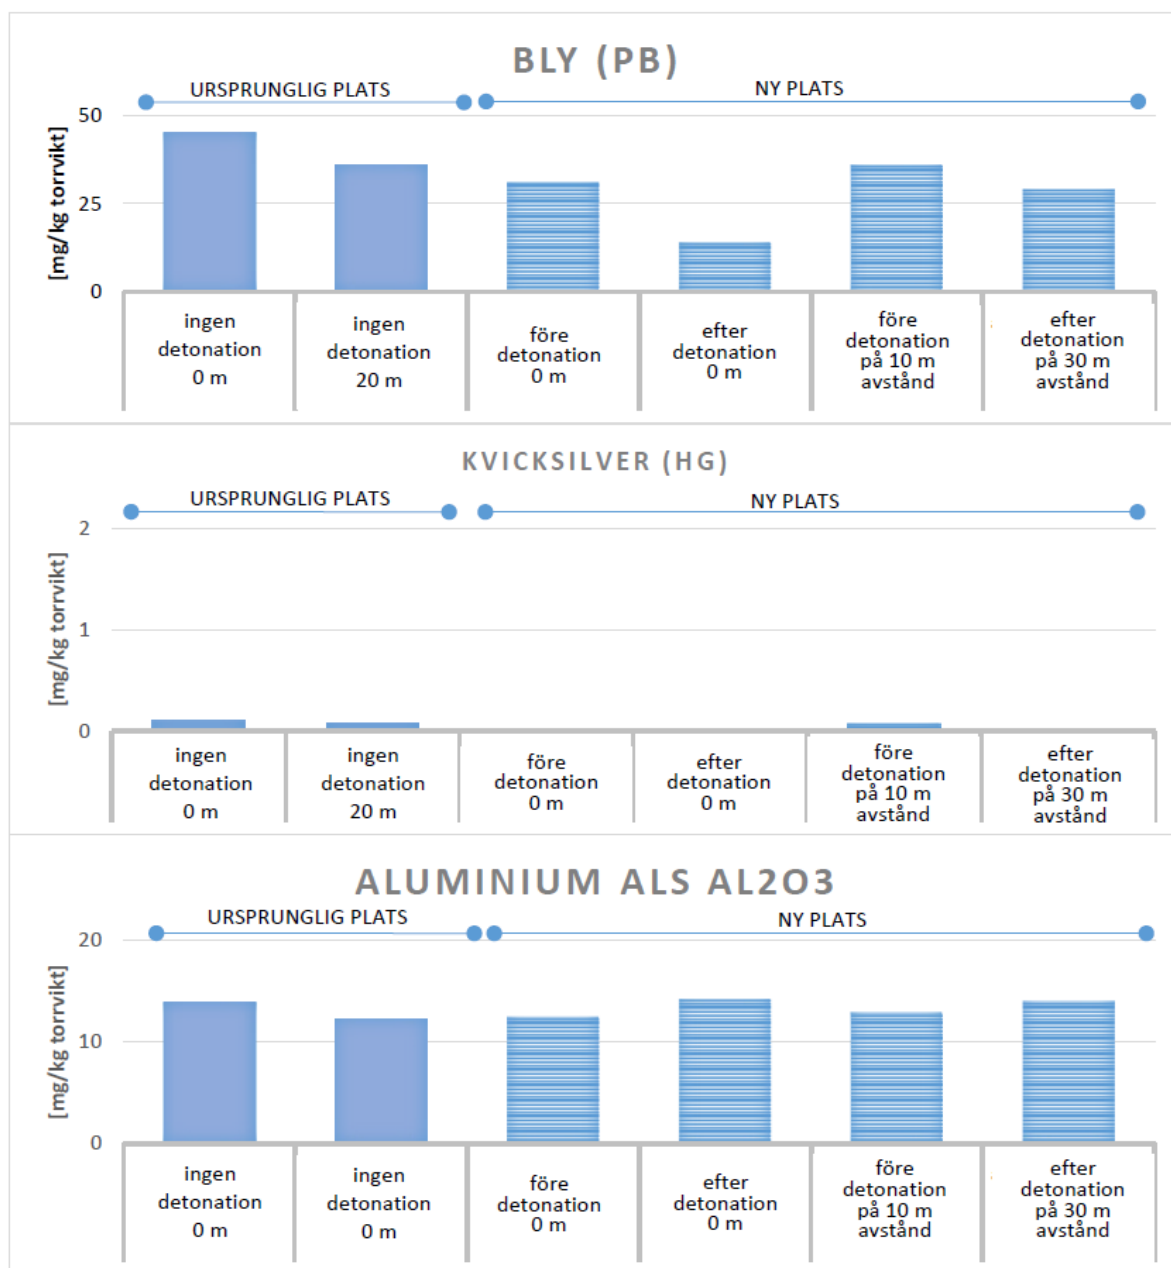 BLY (PB)
URSPRUNGLIG PLATS
NY PLATS
[mg/kg torrvikt]
50
25
0
ingen
detonation
0 m
ingen
detonation
20 m
före
detonation
0 m
efter
detonation
0 m
före
detonation
på 10 m
avstånd
efter
detonation
på 30 m
avstånd
KVICKSILVER (HG)
URSPRUNGLIG PLATS
NY PLATS
[mg/kg torrvikt]
2
1
0
ingen
detonation
0 m
ingen
detonation
20 m
före
detonation
0 m
efter
detonation
0 m
före
detonation
på 10 m
avstånd
efter
detonation
på 30 m
avstånd
ALUMINIUM ALS AL2O3
URSPRUNGLIG PLATS
NY PLATS
[mg/kg torrvikt]
20
10
0
ingen
detonation
0 m
ingen
detonation
0 m
före
detonation
0 m
efter
detonation
0 m
före
detonation
på 10 m
avstånd
efter
detonation
på 30 m
avstånd